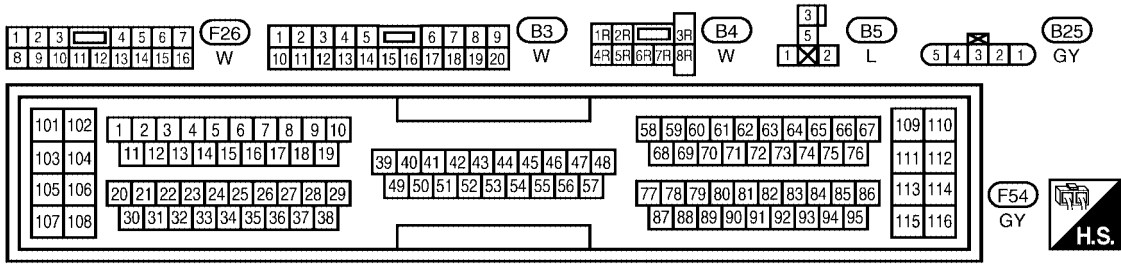 1 2 3 4 5 6 7
8 9 10 11 12 13 14 15 16
F26
W
1 2 3 4 5 6 7 8 9
10 11 12 13 14 15 16 17 18 19 20
B3
W
1R 2R 3R
4R 5R 6R 7R 8R
B4
W
3
5
1 2
B5
L
5 4 3 2 1
B25
GY
101 102
103 104
105 106
107 108
1 2 3 4 5 6 7 8 9 10
11 12 13 14 15 16 17 18 19
20 21 22 23 24 25 26 27 28 29
30 31 32 33 34 35 36 37 38
39 40 41 42 43 44 45 46 47 48
49 50 51 52 53 54 55 56 57
58 59 60 61 62 63 64 65 66 67
68 69 70 71 72 73 74 75 76
77 78 79 80 81 82 83 84 85 86
87 88 89 90 91 92 93 94 95
109 110
111 112
113 114
115 116
F54
GY
H.S.